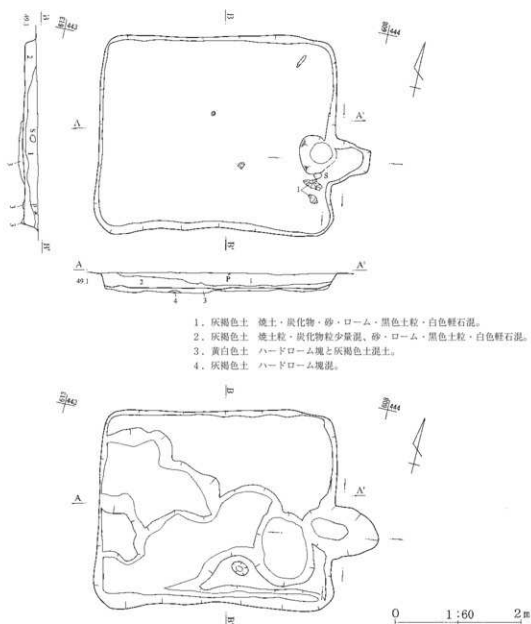 B
A
A'
S
1
B'
A
A'
49.1
2
P
1
4
3
1．灰褐色土　焼土・炭化物・砂・ローム・黒色土粒・白色軽石混。
2．灰褐色土　焼土粒・炭化物粒少量混、砂・ローム・黒色土粒・白色軽石混。
3．黄白色土　ハードローム塊と灰褐色土混土。
4．灰褐色土　ハードローム塊混。
B
A
A'
B'
0　1:60　2m